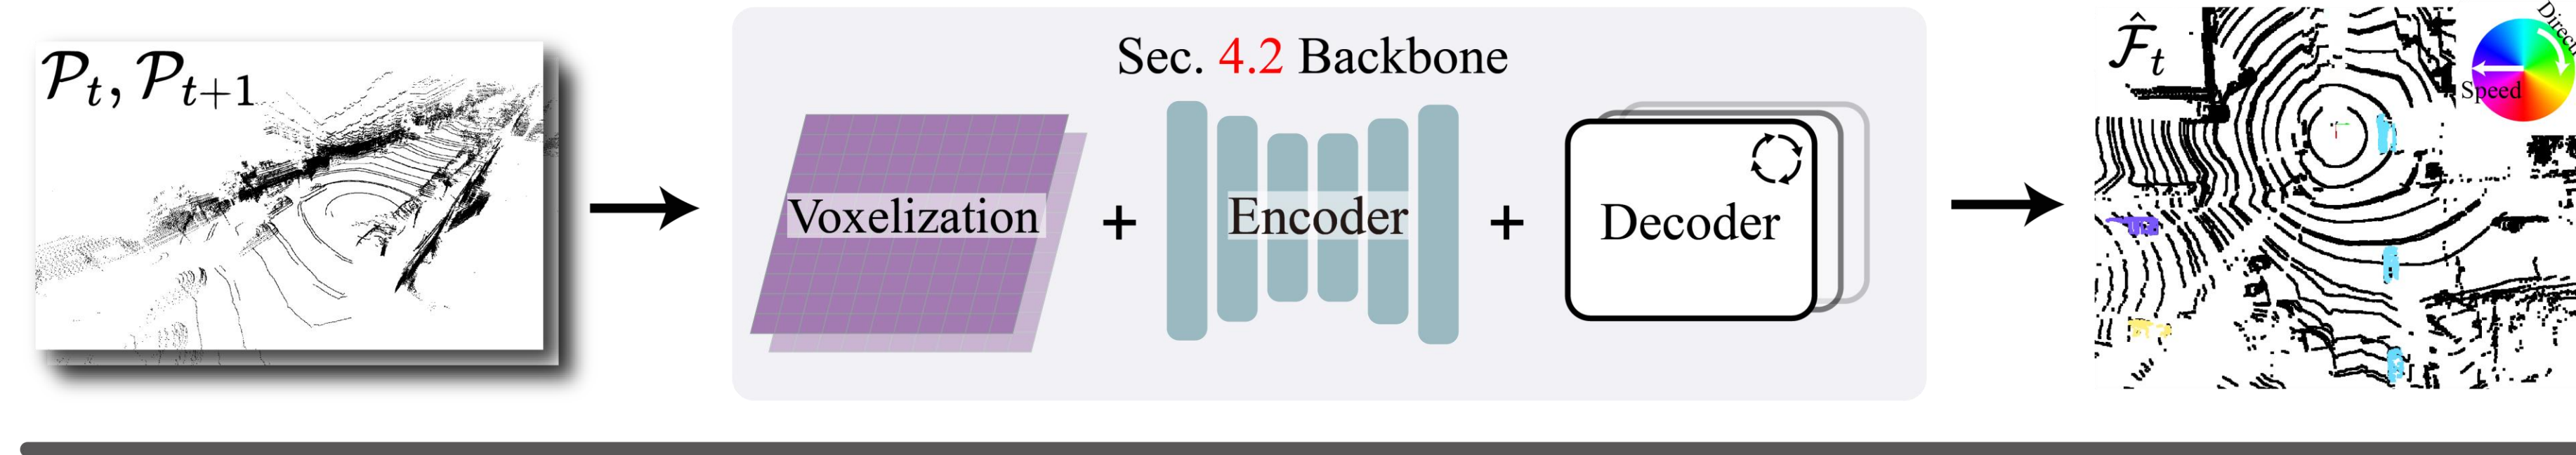 𝒫ₜ, 𝒫ₜ₊₁
Sec. 4.2 Backbone
Voxelization
+
Encoder
+
Decoder
ℱ̂ₜ
Speed